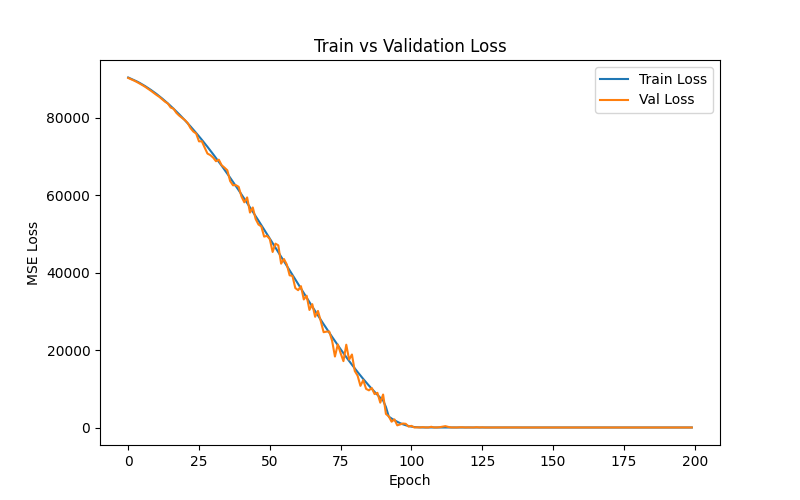 Train vs Validation Loss
Train Loss
Val Loss
MSE Loss
80000
60000
40000
20000
0
0 25 50 75 100 125 150 175 200
Epoch